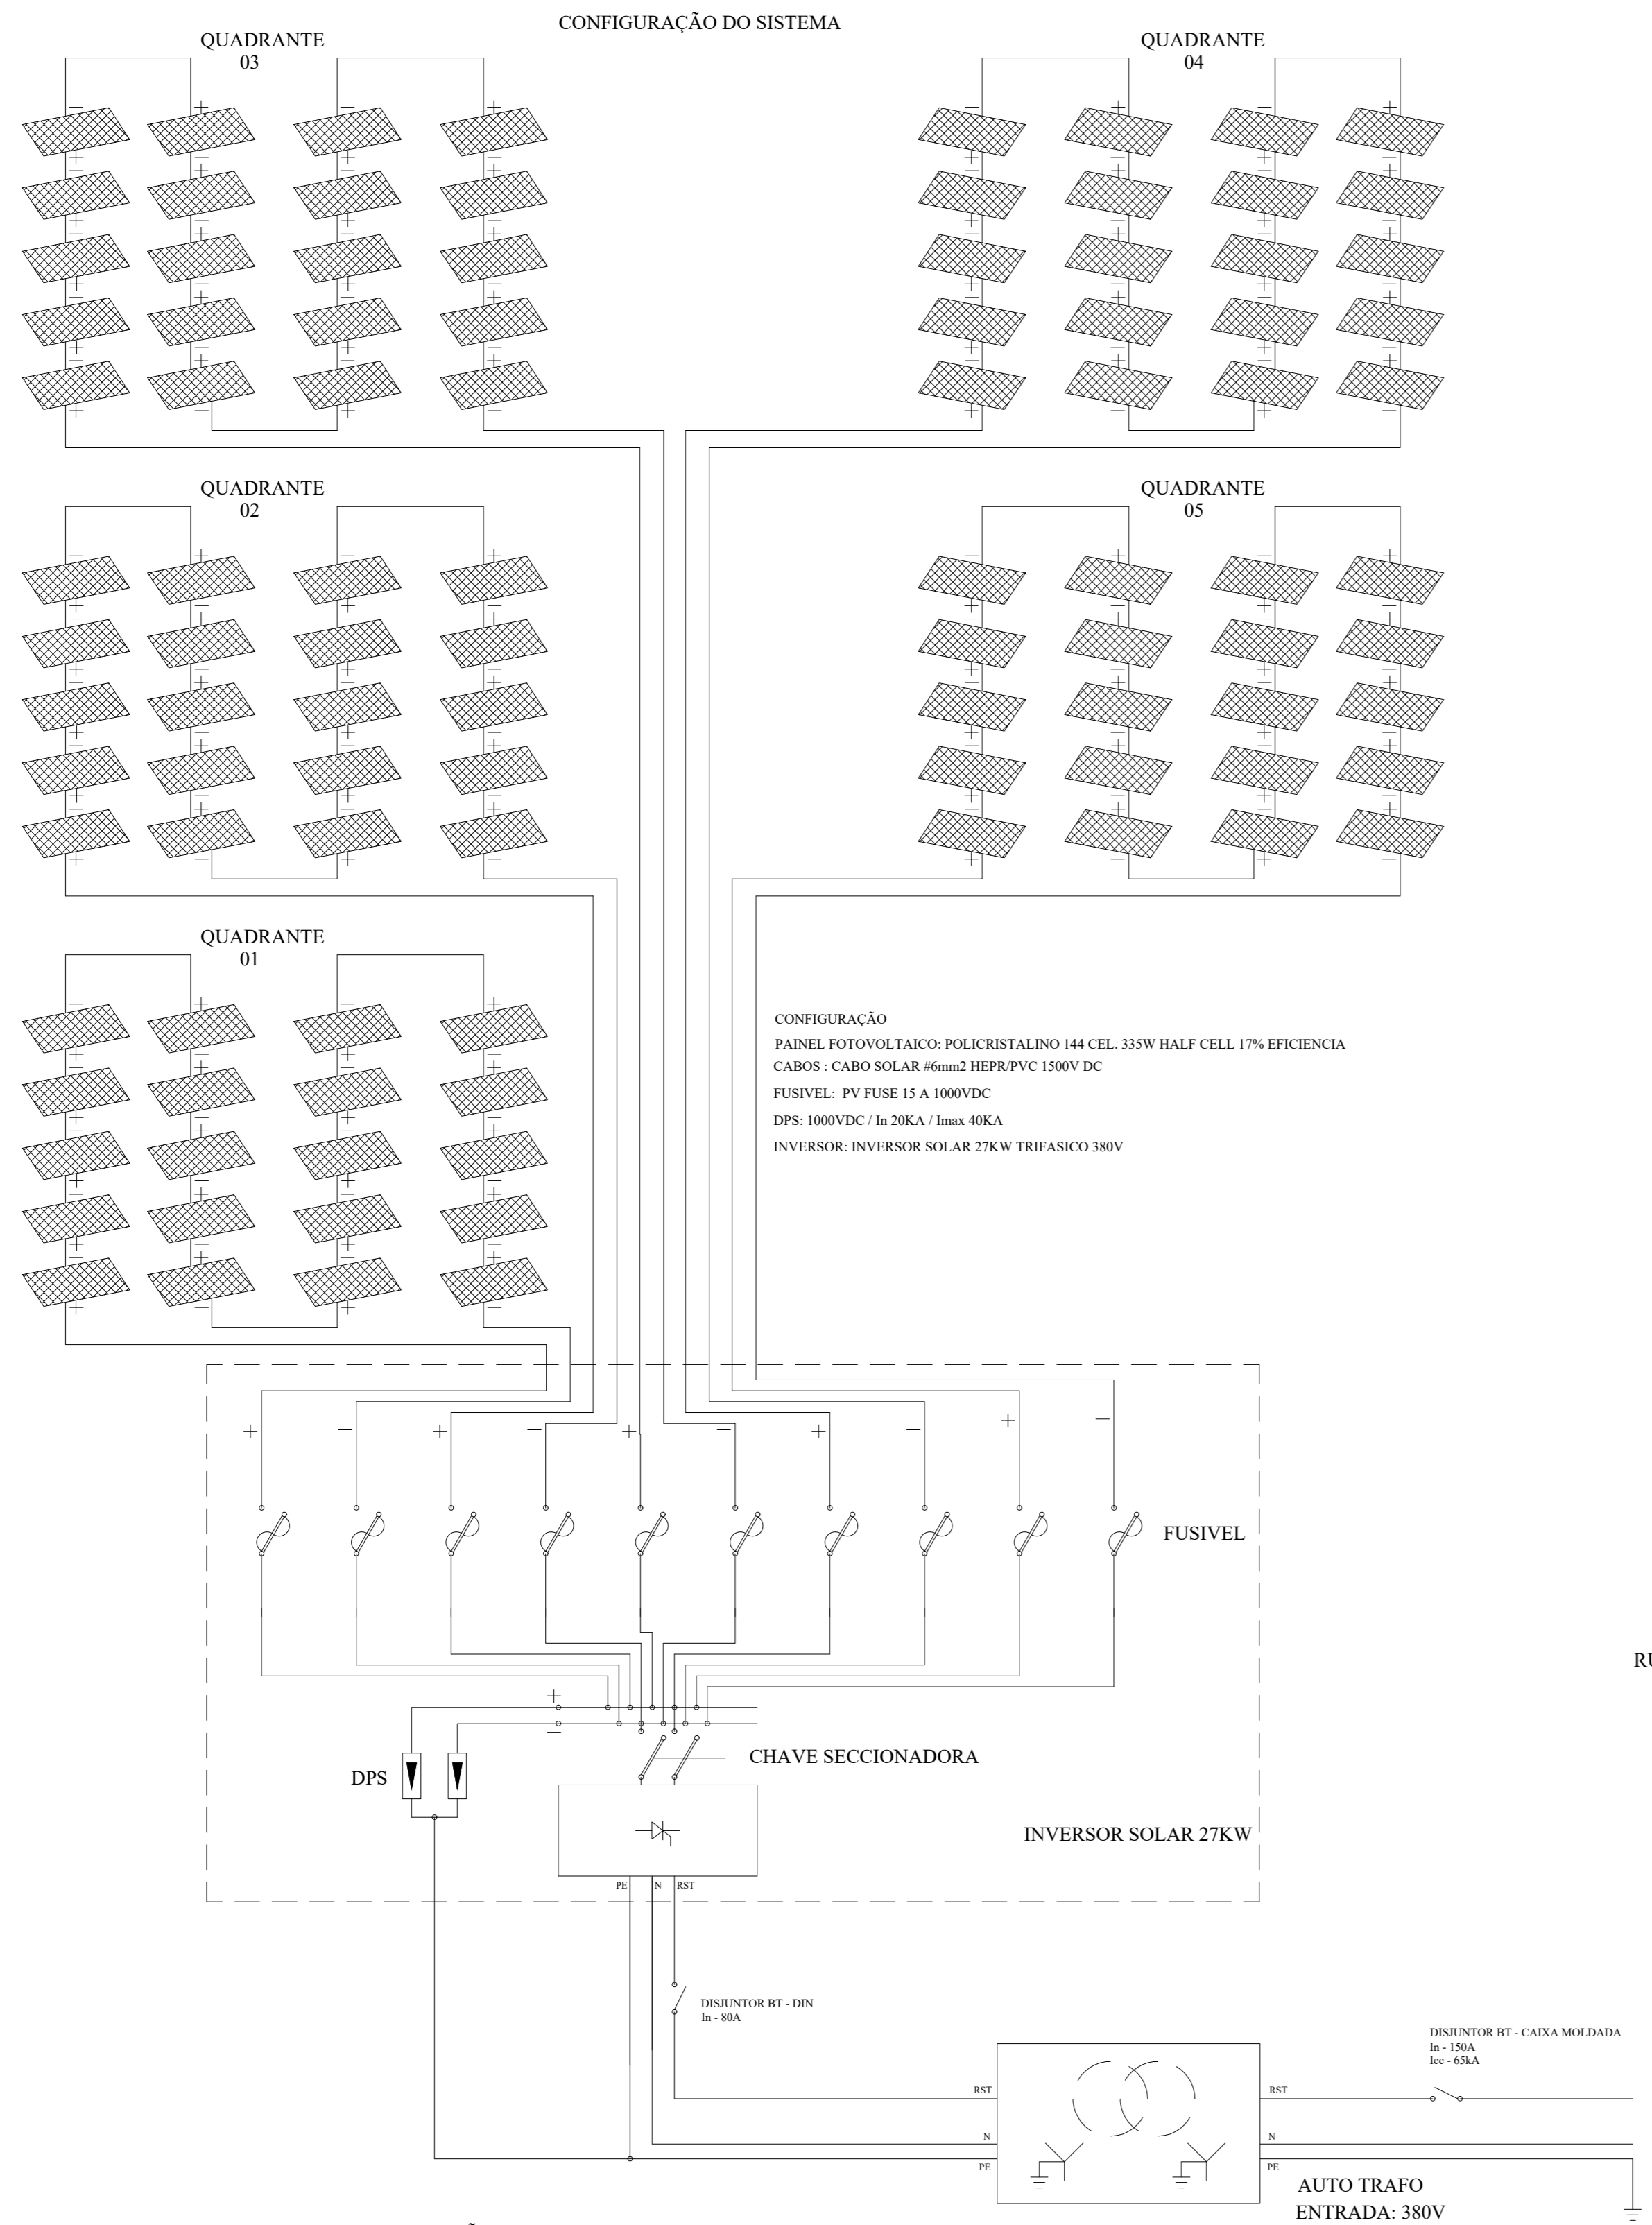 CONFIGURAÇÃO DO SISTEMA
QUADRANTE
03
QUADRANTE
04
QUADRANTE
02
QUADRANTE
05
QUADRANTE
01
CONFIGURAÇÃO
PAINEL FOTOVOLTAICO: POLICRISTALINO 144 CEL. 335W HALF CELL 17% EFICIENCIA
CABOS : CABO SOLAR #6mm2 HEPR/PVC 1500V DC
FUSIVEL: PV FUSE 15 A 1000VDC
DPS: 1000VDC / In 20KA / Imax 40KA
INVERSOR: INVERSOR SOLAR 27KW TRIFASICO 380V
FUSIVEL
RU
CHAVE SECCIONADORA
DPS
INVERSOR SOLAR 27KW
PE N RST
DISJUNTOR BT - DIN
In - 80A
DISJUNTOR BT - CAIXA MOLDADA
In - 150A
Icc - 65kA
RST
RST
N
N
PE
PE
AUTO TRAFO
ENTRADA: 380V